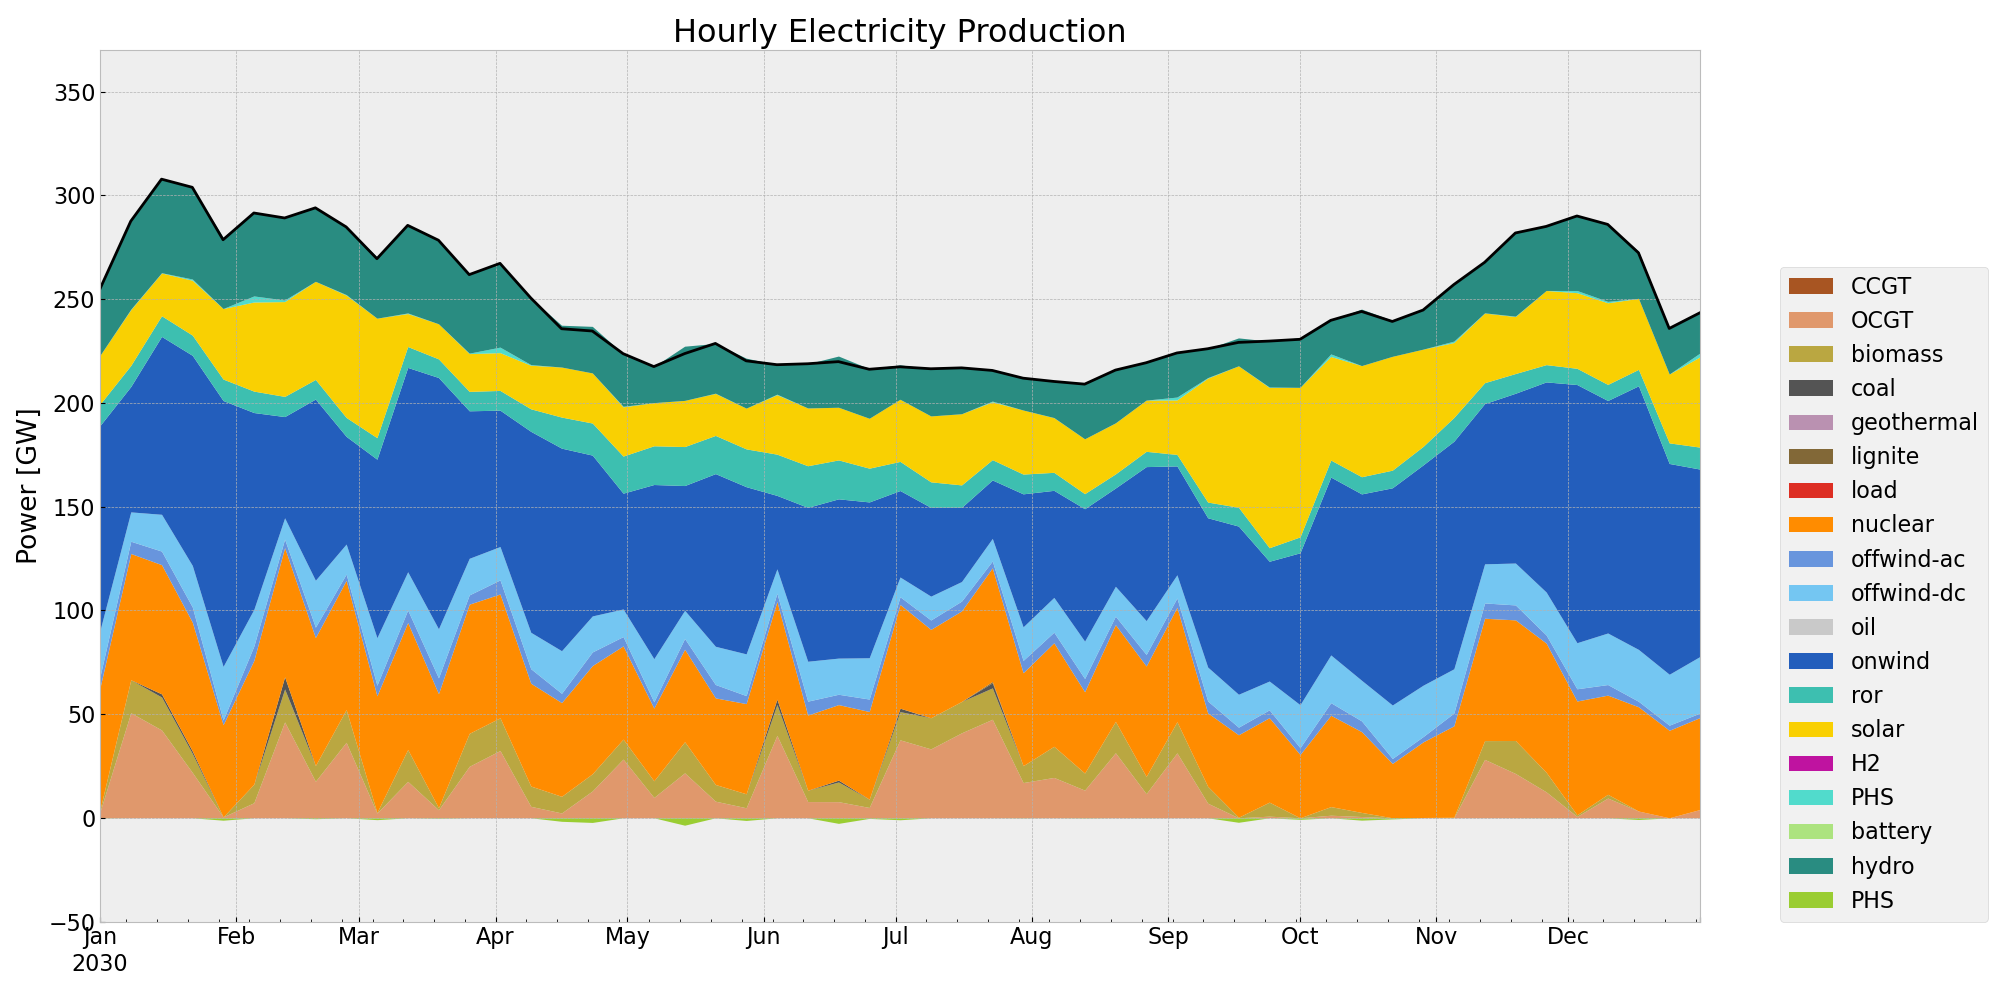 Hourly Electricity Production
Power [GW]
350
300
250
200
150
100
50
0
−50
Jan Feb Mar Apr May Jun Jul Aug Sep Oct Nov Dec
2030
CCGT
OCGT
biomass
coal
geothermal
lignite
load
nuclear
offwind-ac
offwind-dc
oil
onwind
ror
solar
H2
PHS
battery
hydro
PHS